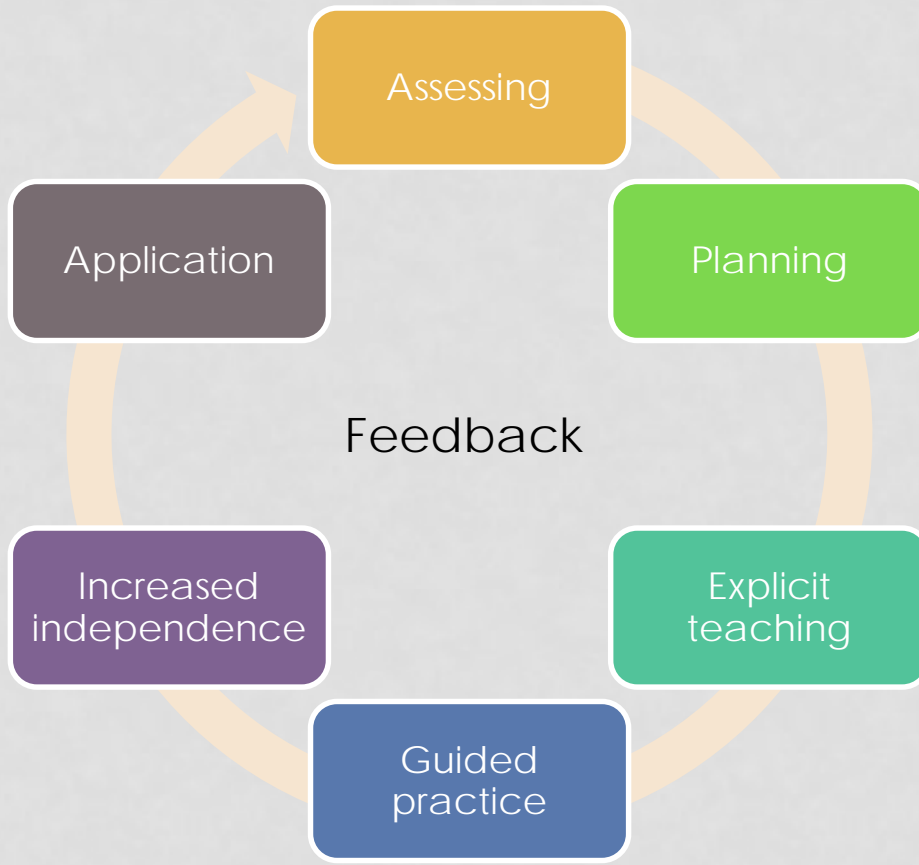 Assessing
Planning
Explicit
teaching
Guided
practice
Increased
independence
Application
Feedback